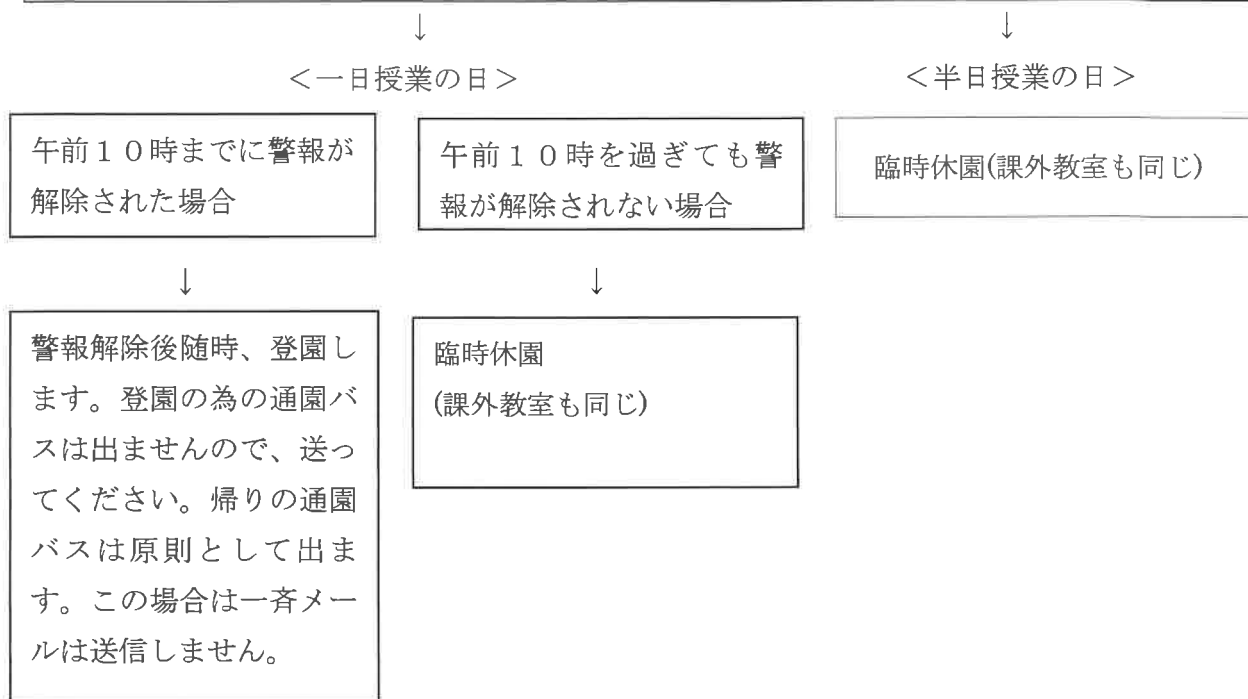 ↓ ↓
＜一日授業の日＞ ＜半日授業の日＞
午前１０時までに警報が
解除された場合
午前１０時を過ぎても警
報が解除されない場合
臨時休園(課外教室も同じ)
↓ ↓
警報解除後随時、登園し
ます。登園の為の通園バ
スは出ませんので、送っ
てください。帰りの通園
バスは原則として出ま
す。この場合は一斉メー
ルは送信しません。
臨時休園
(課外教室も同じ)